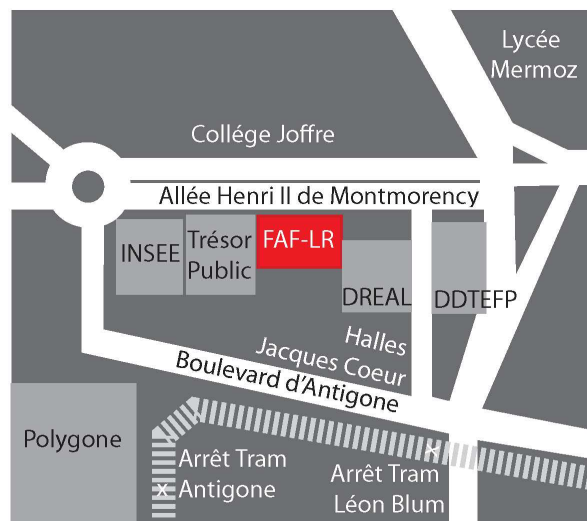 Lycée
Mermoz
Collége Joffre
Allée Henri II de Montmorency
INSEE
Trésor
Public
FAF-LR
DREAL
DDTEFP
Halles
Jacques Coeur
Boulevard d'Antigone
Polygone
Arrêt Tram
Antigone
Arrêt Tram
Léon Blum